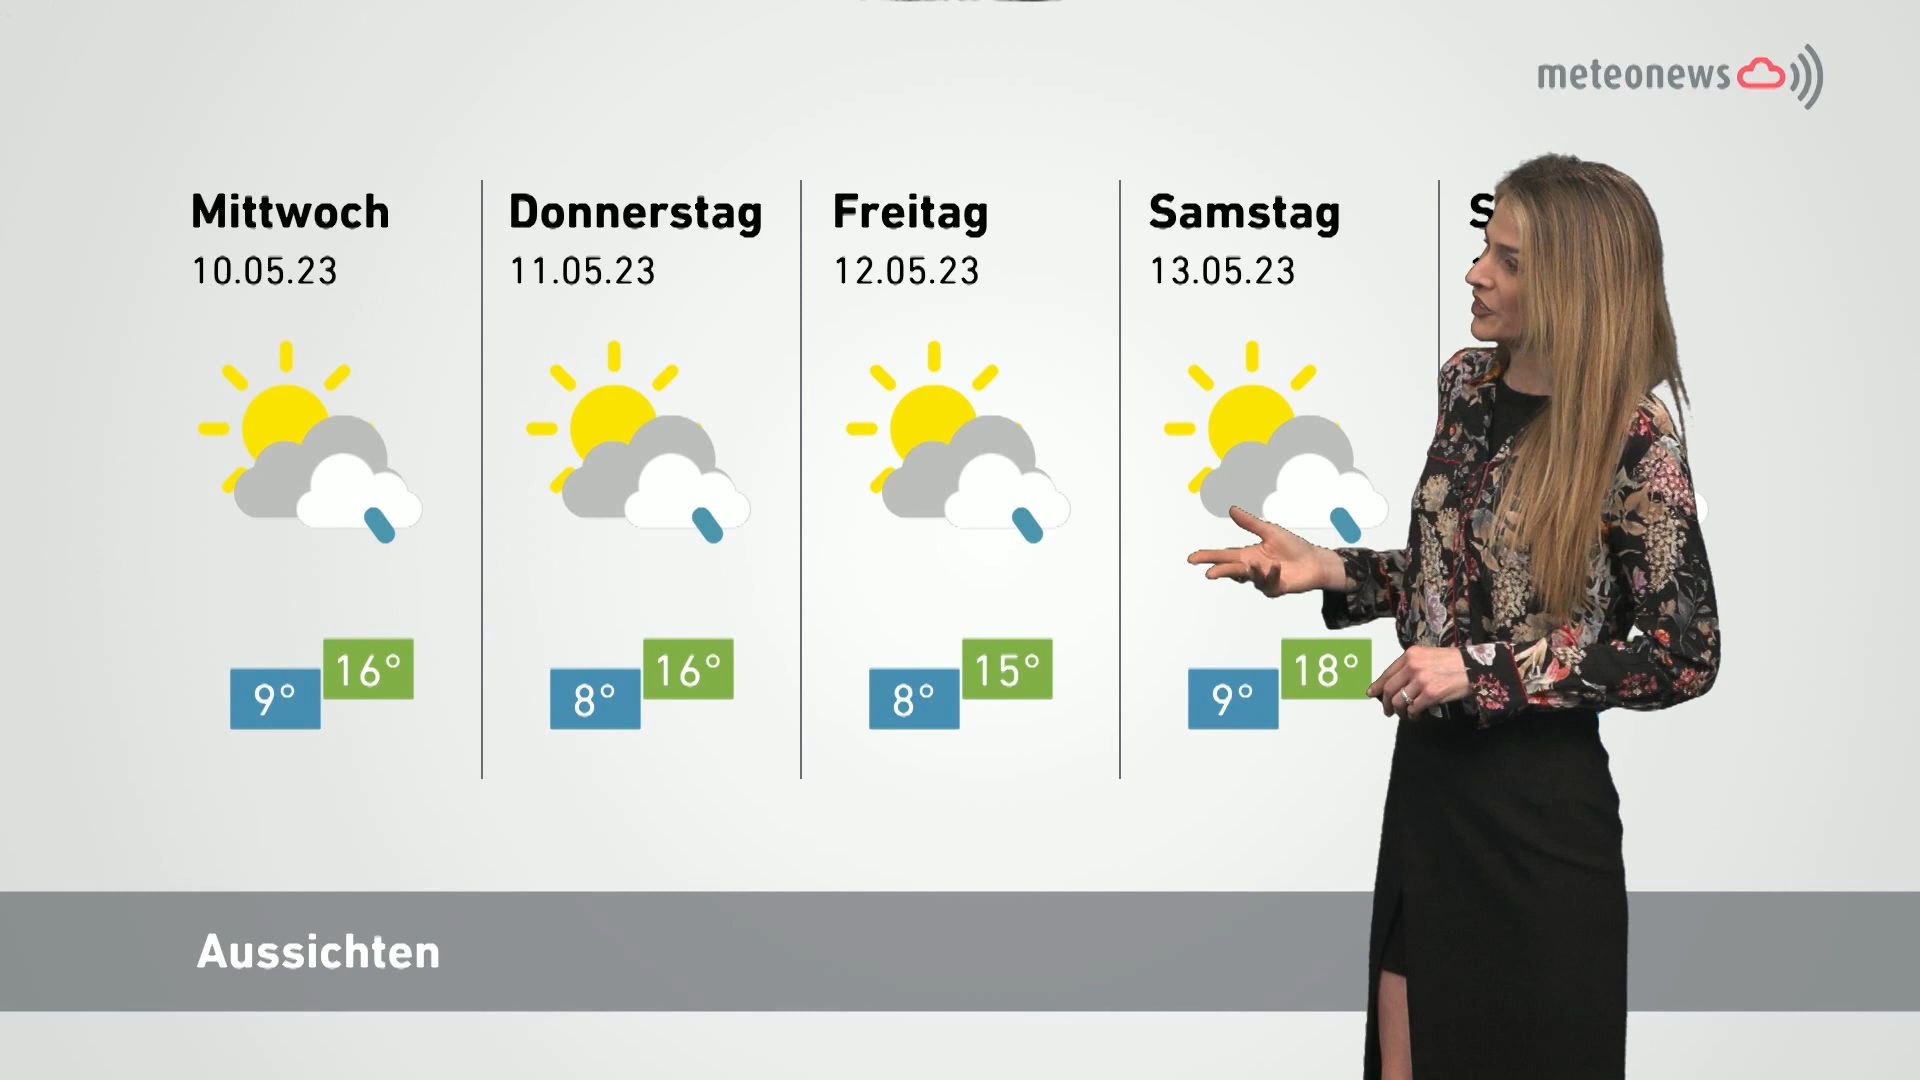 meteonews
Mittwoch
10.05.23
9° 16°
Donnerstag
11.05.23
8° 16°
Freitag
12.05.23
8° 15°
Samstag
13.05.23
9° 18°
Aussichten